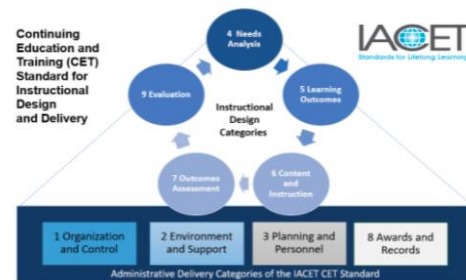 Continuing
Education and
Training (CET)
Standard for
Instructional
Design
and Delivery
4 Needs
Analysis
IACET
Standards for Lifelong Learning
9 Evaluation
5 Learning
Outcomes
Instructional
Design
Categories
7 Outcomes
Assessment
6 Content
and
Instruction
1 Organization
and Control
2 Environment
and Support
3 Planning and
Personnel
8 Awards and
Records
Administrative Delivery Categories of the IACET CET Standard